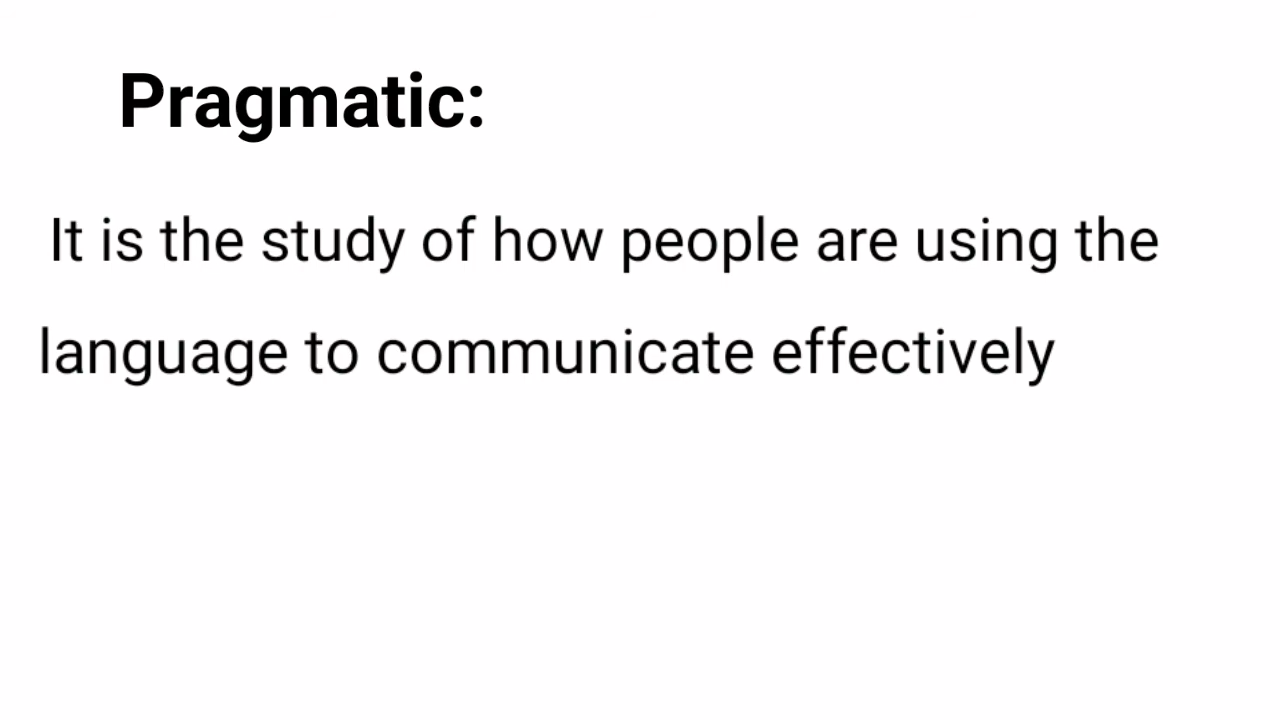 Pragmatic:
It is the study of how people are using the
language to communicate effectively